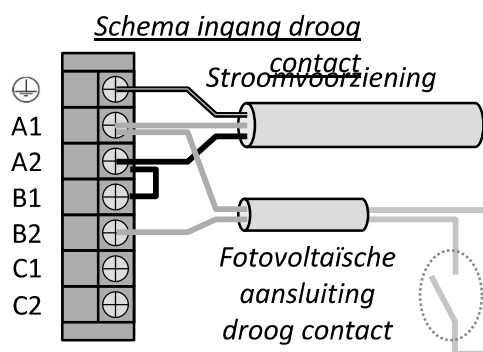 Schema ingang droog
contact
Stroomvoorziening
A1
A2
B1
B2
C1
C2
Fotovoltaïsche
aansluiting
droog contact